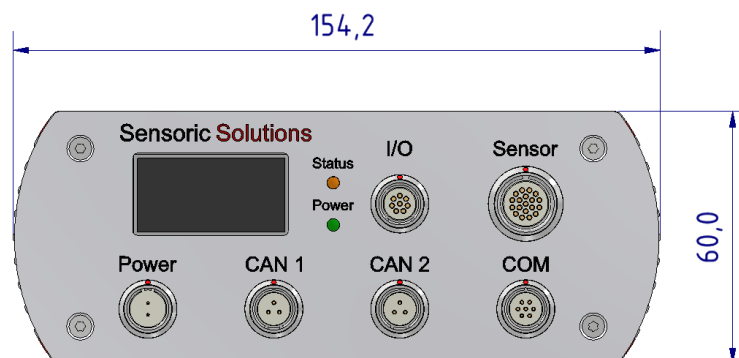 154,2
Sensoric Solutions
I/O
Sensor
Status
Power
60,0
Power
CAN 1
CAN 2
COM